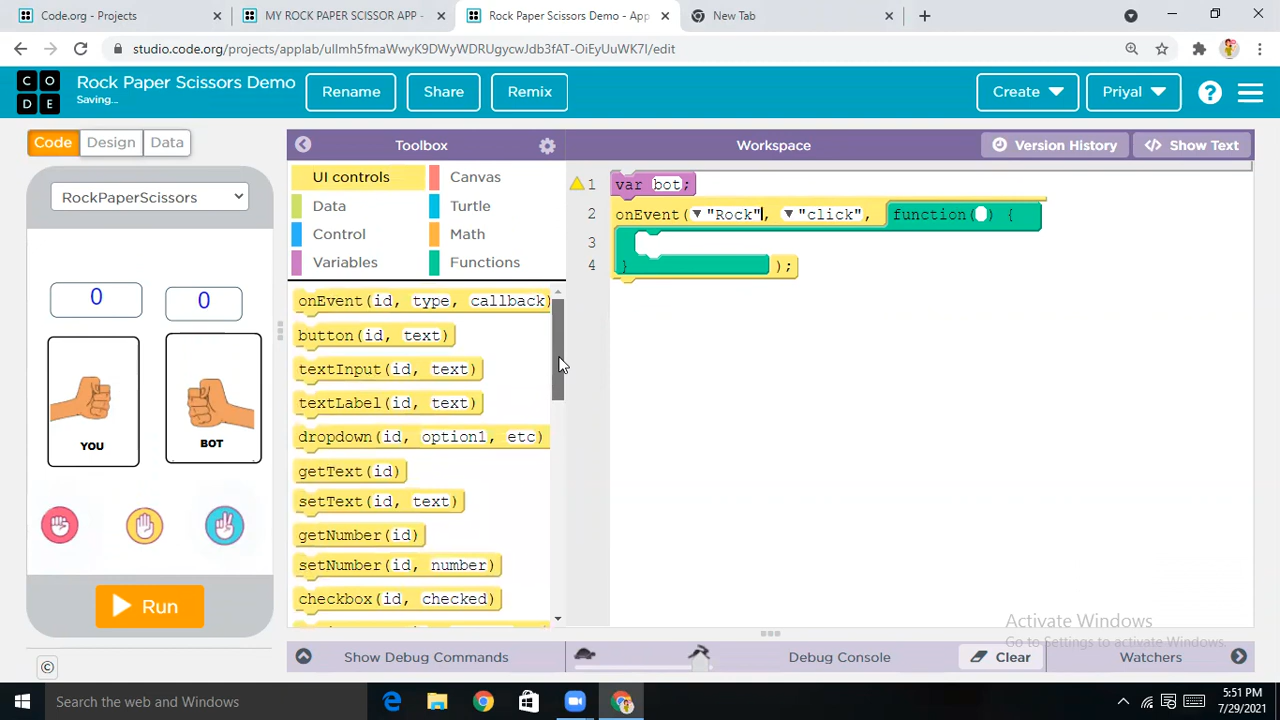 Code.org - Projects
MY ROCK PAPER SCISSOR APP -
Rock Paper Scissors Demo - App
New Tab
studio.code.org/projects/applab/ullmh5fmaWwyK9DWyWDRUgycwJdb3fAT-OiEyUuWK7I/edit
C O
D E
Rock Paper Scissors Demo
Saving...
Rename
Share
Remix
Create
Priyal
?
Code
Design
Data
Toolbox
Workspace
Version History
</> Show Text
RockPaperScissors
UI controls
Canvas
Data
Turtle
Control
Math
Variables
Functions
1 var bot;
2 onEvent( "Rock", "click", function( ) {
3
4 } );
0
0
YOU
BOT
Run
onEvent(id, type, callback)
button(id, text)
textInput(id, text)
textLabel(id, text)
dropdown(id, option1, etc)
getText(id)
setText(id, text)
getNumber(id)
setNumber(id, number)
checkbox(id, checked)
Activate Windows
Go to Settings to activate Windows.
©
Show Debug Commands
Debug Console
Clear
Watchers
Search the web and Windows
5:51 PM
7/29/2021